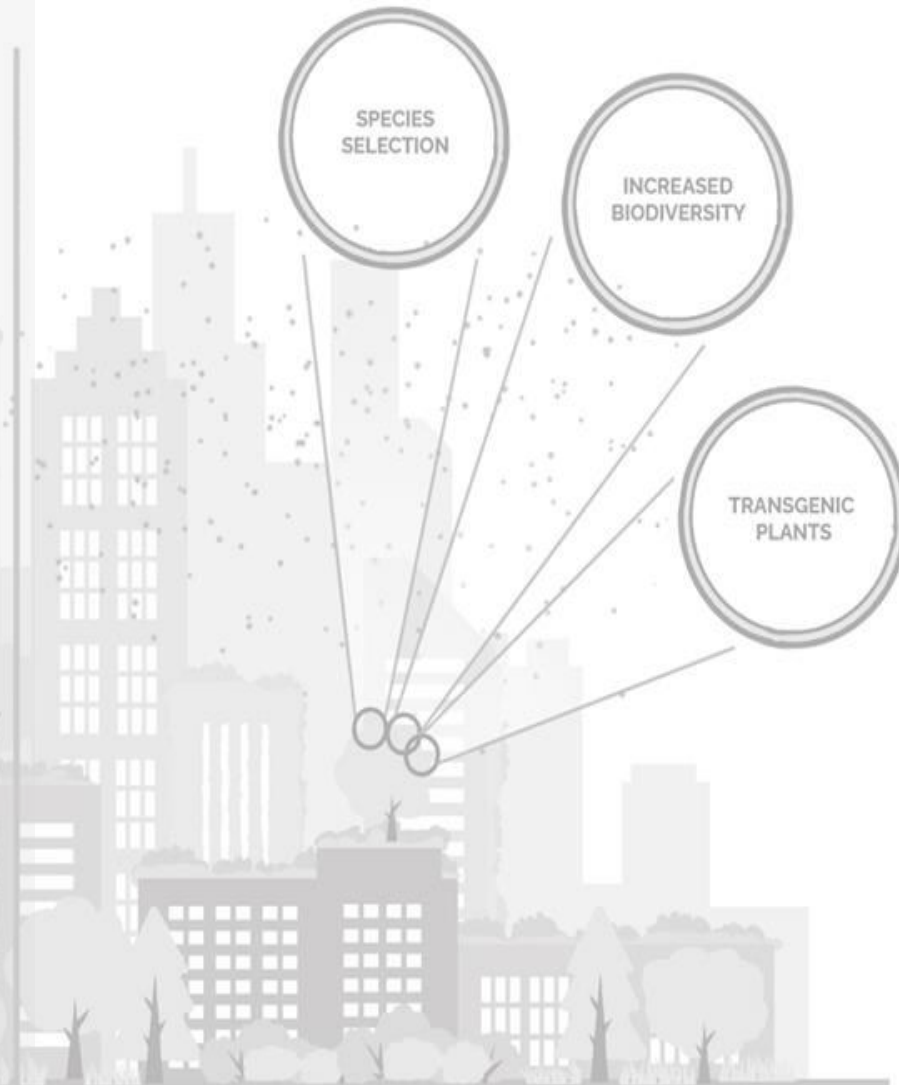 SPECIES
SELECTION
INCREASED
BIODIVERSITY
TRANSGENIC
PLANTS